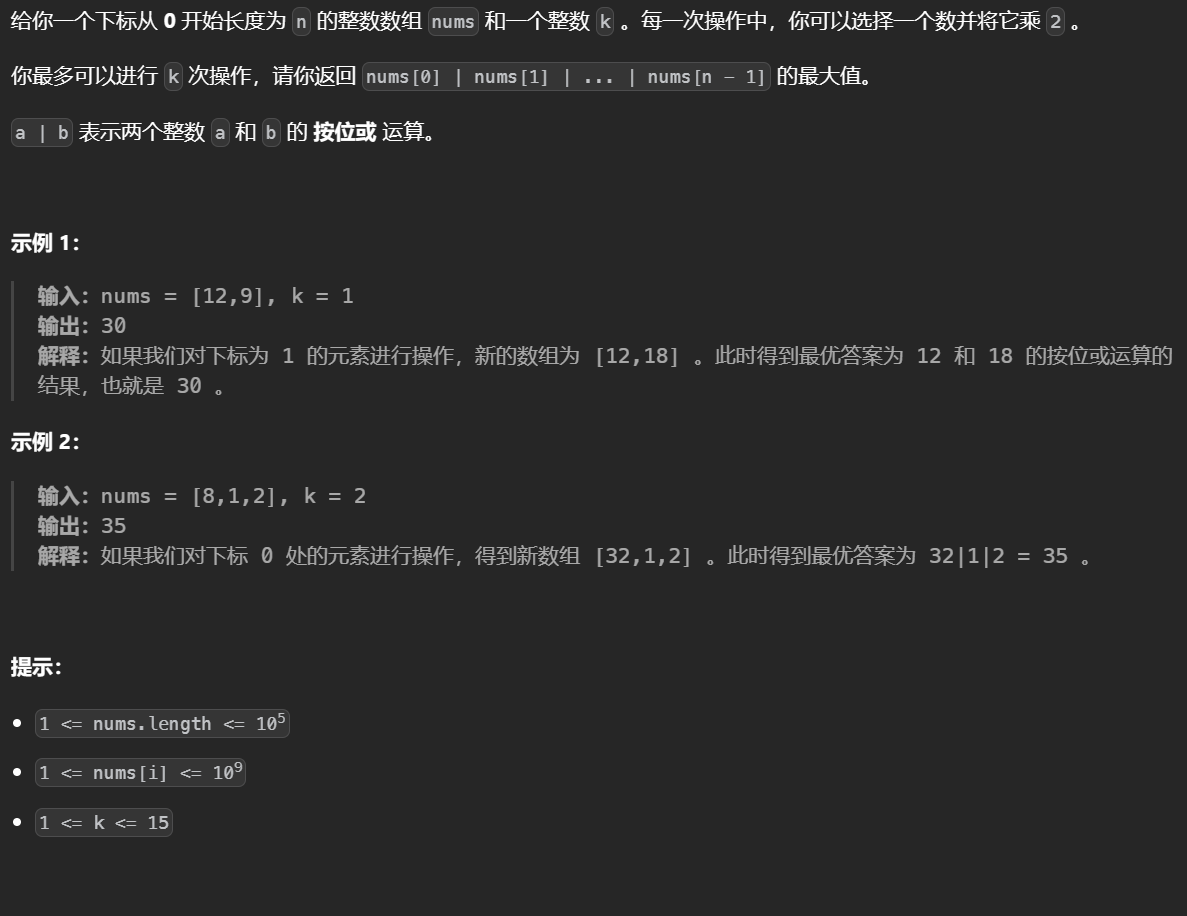 给你一个下标从 0 开始长度为 n 的整数数组 nums 和一个整数 k 。每一次操作中，你可以选择一个数并将它乘 2 。
你最多可以进行 k 次操作，请你返回 nums[0] | nums[1] | ... | nums[n - 1] 的最大值。
a | b 表示两个整数 a 和 b 的 按位或 运算。
示例 1：
输入：nums = [12,9], k = 1
输出：30
解释：如果我们对下标为 1 的元素进行操作，新的数组为 [12,18] 。此时得到最优答案为 12 和 18 的按位或运算的
结果，也就是 30 。
示例 2：
输入：nums = [8,1,2], k = 2
输出：35
解释：如果我们对下标 0 处的元素进行操作，得到新数组 [32,1,2] 。此时得到最优答案为 32|1|2 = 35 。
提示：
• 1 <= nums.length <= 10⁵
• 1 <= nums[i] <= 10⁹
• 1 <= k <= 15